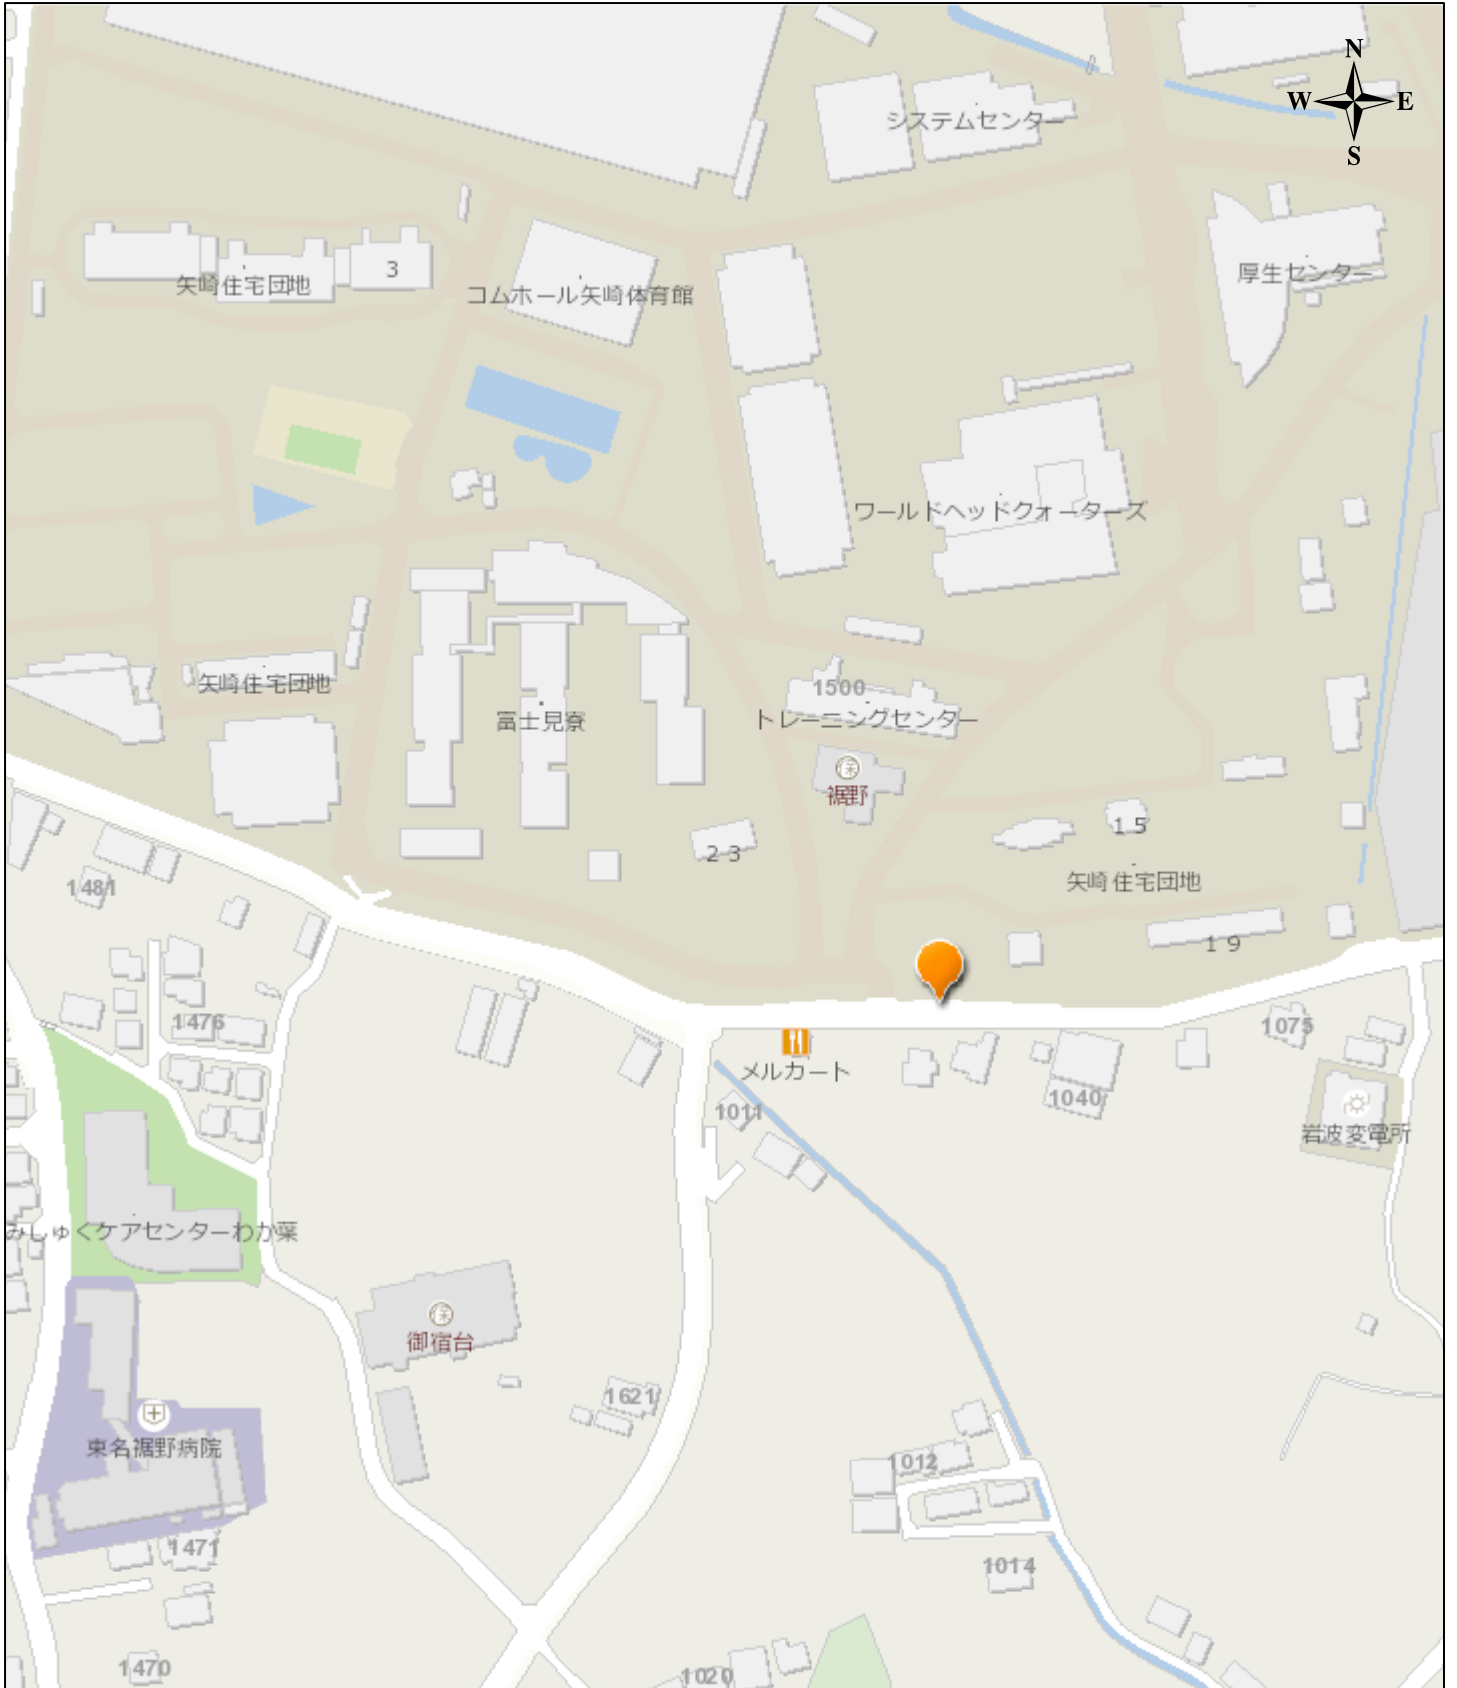 N
システムセンター
W E
S
厚生センター
3
矢崎住宅団地
コムホール矢崎体育館
ワールドヘッドクォーターズ
矢崎住宅団地
1500
富士見寮
トレーニングセンター
裾野
15
23
矢崎住宅団地
1481
19
1476
1075
メルカート
1040
1011
岩波変電所
みしゅくケアセンターわか葉
御宿台
1621
東名裾野病院
1012
1471
1014
1470
1020